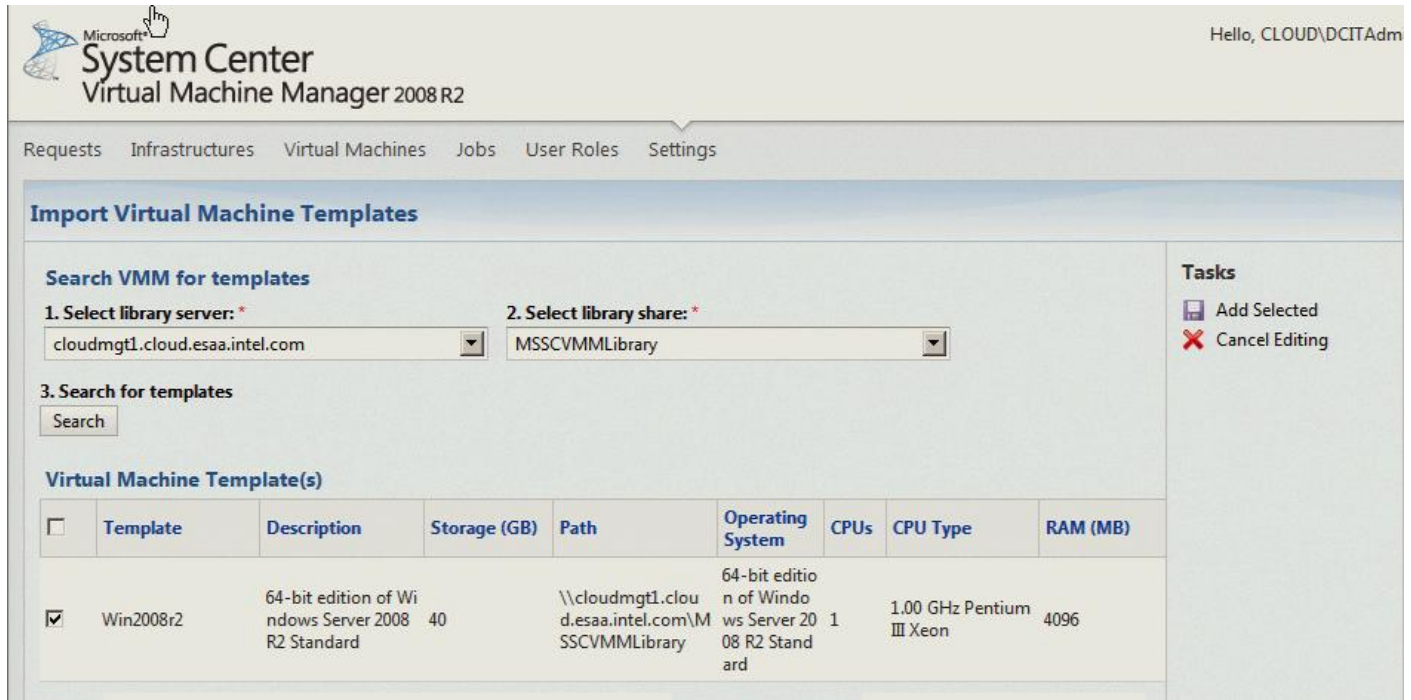 Microsoft®
System Center
Virtual Machine Manager 2008 R2
Hello, CLOUD\DCITAdm
Requests Infrastructures Virtual Machines Jobs User Roles Settings
Import Virtual Machine Templates
Search VMM for templates
1. Select library server: * 2. Select library share: *
cloudmgt1.cloud.esaa.intel.com MSSCVMMLibrary
3. Search for templates
Search
Tasks
Add Selected
Cancel Editing
Virtual Machine Template(s)
Template Description Storage (GB) Path Operating System CPUs CPU Type RAM (MB)
Win2008r2
64-bit edition of Wi
ndows Server 2008
R2 Standard
40
\\cloudmgt1.clou
d.esaa.intel.com\M
SSCVMMLibrary
64-bit editio
n of Windo
ws Server 20
08 R2 Stand
ard
1
1.00 GHz Pentium
III Xeon
4096